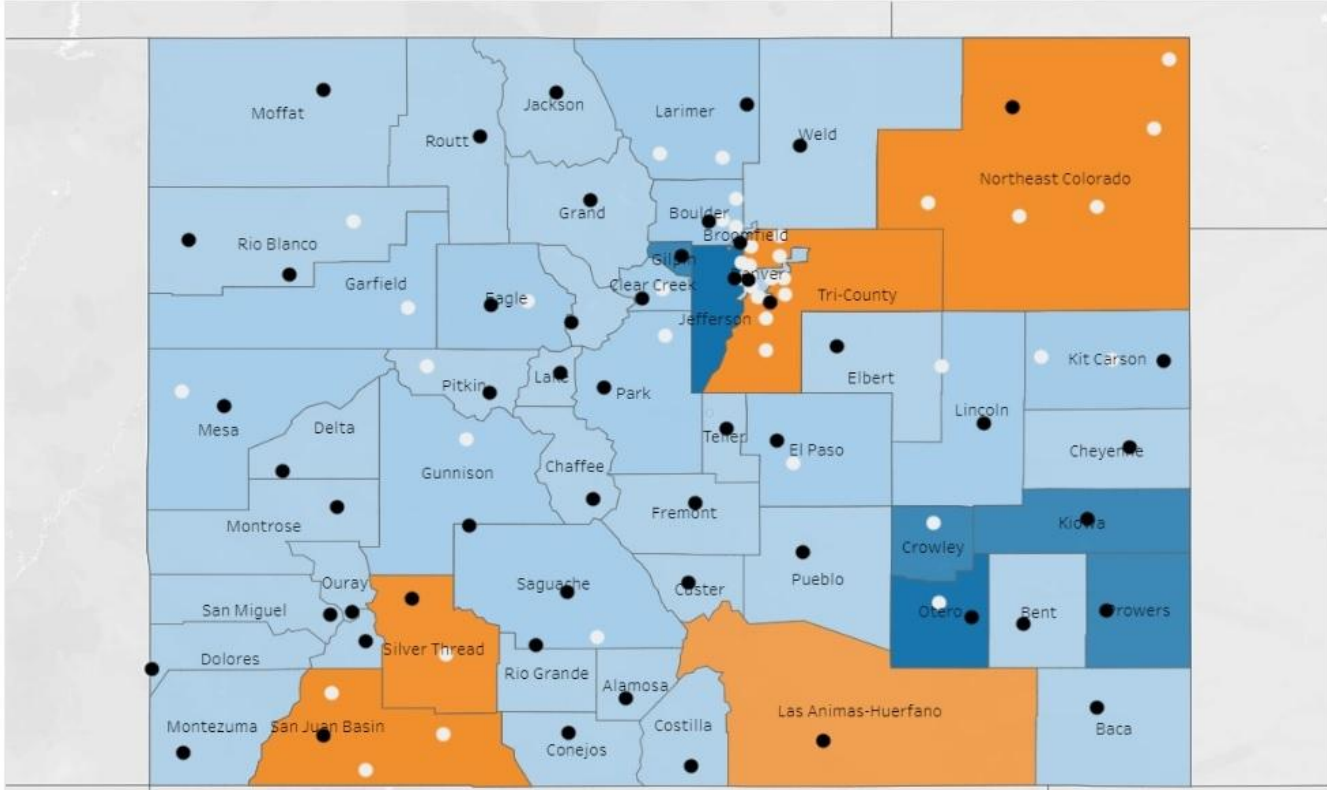 Jackson
Larimer
Moffat
Weld
Routt
Northeast Colorado
Grand
Boulder
Broomfield
Rio Blanco
Gilpin
Denver
Garfield
Clear Creek
Eagle
Tri-County
Jefferson
Kit Carson
Elbert
Lake
Pitkin
Park
Lincoln
Delta
Mesa
Teller
El Paso
Cheyenne
Chaffee
Gunnison
Fremont
Montrose
Kiowa
Crowley
Pueblo
Ouray
Saguache
Custer
San Miguel
Otero
Bent
Prowers
Silver Thread
Dolores
Rio Grande
Alamosa
Las Animas-Huerfano
Montezuma
San Juan Basin
Costilla
Baca
Conejos